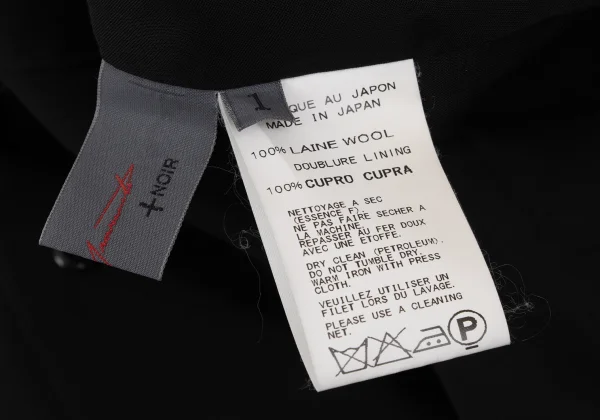 +NOIR
1
QUE AU JAPON
MADE IN JAPAN
100% LAINE WOOL
DOUBLURE LINING
100% CUPRO CUPRA
NETTOYAGE A SEC
(ESSENCE F).
NE PAS FAIRE SECHER A
LA MACHINE.
REPASSER AU FER DOUX
AVEC UNE ETOFFE.
DRY CLEAN (PETROLEUM).
DO NOT TUMBLE DRY.
WARM IRON WITH PRESS
CLOTH.
VEUILLEZ UTILISER UN
FILET LORS DU LAVAGE.
PLEASE USE A CLEANING
NET.
P